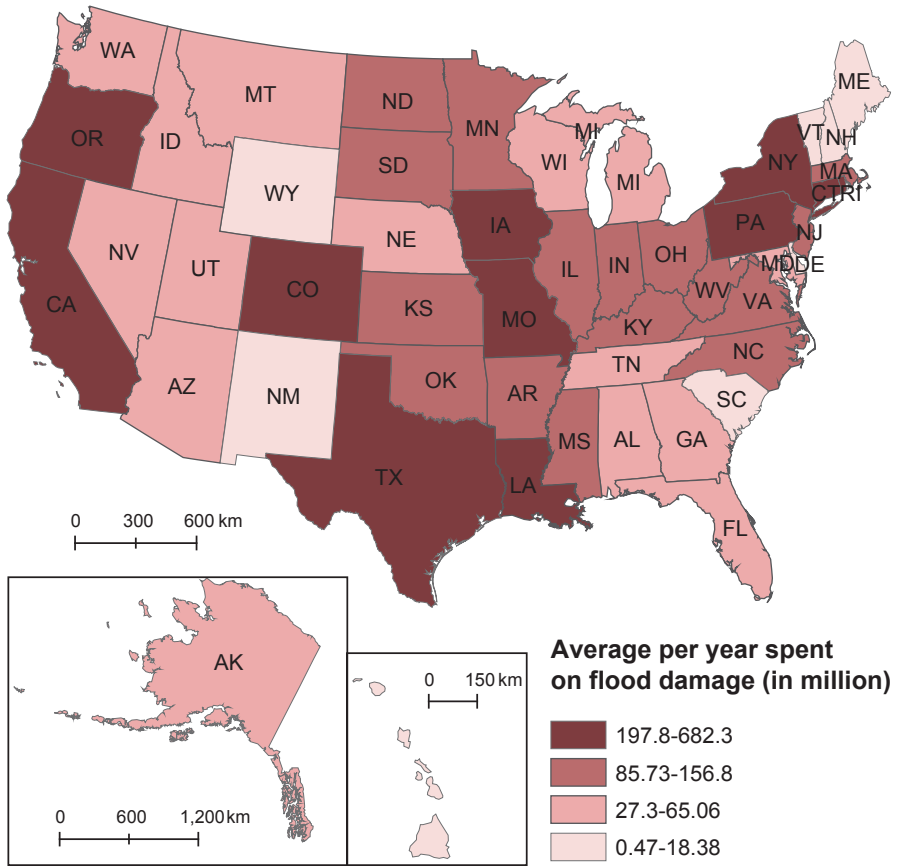 WA
MT
ND
MN
ME
OR
ID
SD
WI
MI
MI
VT
NH
NY
MA
CT
RI
WY
IA
NE
PA
NJ
NV
UT
CO
IL
IN
OH
MD
DE
CA
KS
MO
WV
VA
KY
AZ
NM
OK
AR
TN
NC
SC
TX
LA
MS
AL
GA
FL
0 300 600 km
AK
0 600 1,200 km
0 150 km
Average per year spent
on flood damage (in million)
197.8-682.3
85.73-156.8
27.3-65.06
0.47-18.38